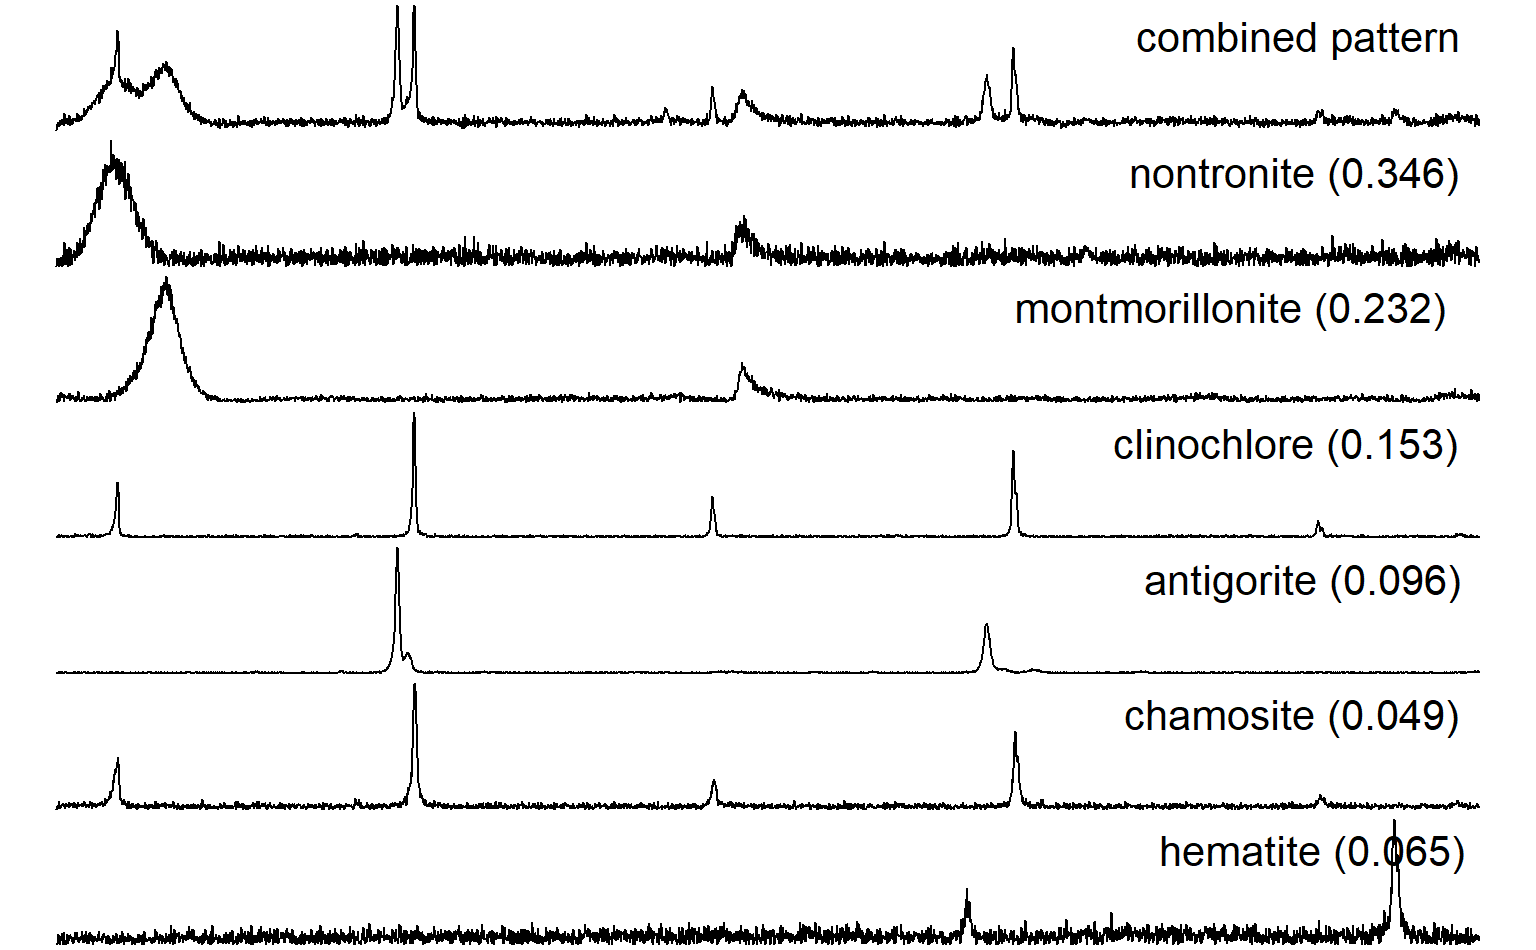 combined pattern
nontronite (0.346)
montmorillonite (0.232)
clinochlore (0.153)
antigorite (0.096)
chamosite (0.049)
hematite (0.065)